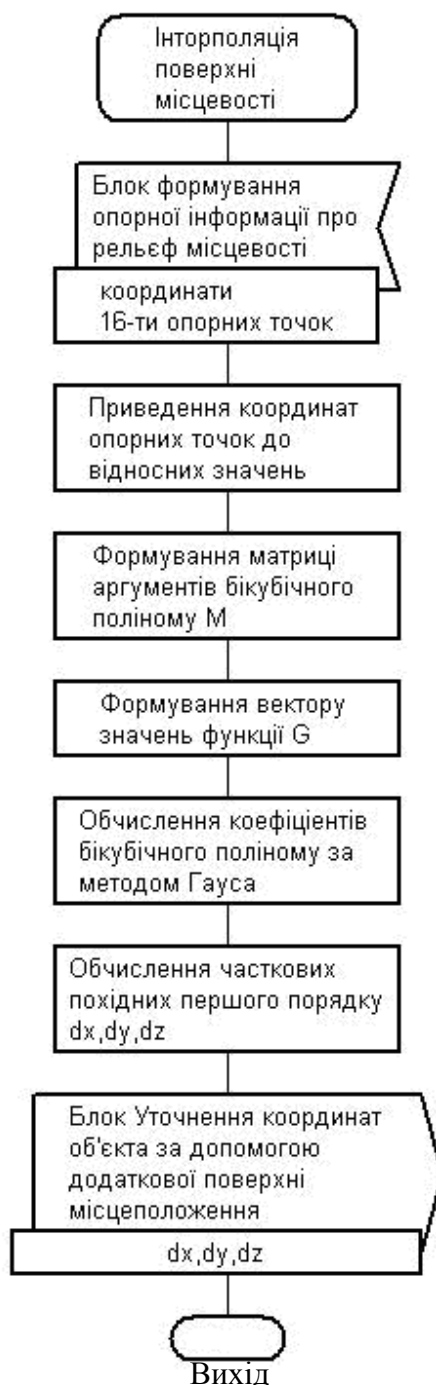 Інторполяція
поверхні
місцевості
Блок формування
опорної інформації про
рельєф місцевості
координати
16-ти опорних точок
Приведення координат
опорних точок до
відносних значень
Формування матриці
аргументів бікубічного
поліному М
Формування вектору
значень функції G
Обчислення коефіціентів
бікубічного поліному за
методом Гауса
Обчислення часткових
похідних першого порядку
dx,dy,dz
Блок Уточнення координат
об'єкта за допомогою
додаткової поверхні
місцеположення
dx,dy,dz
Вихід